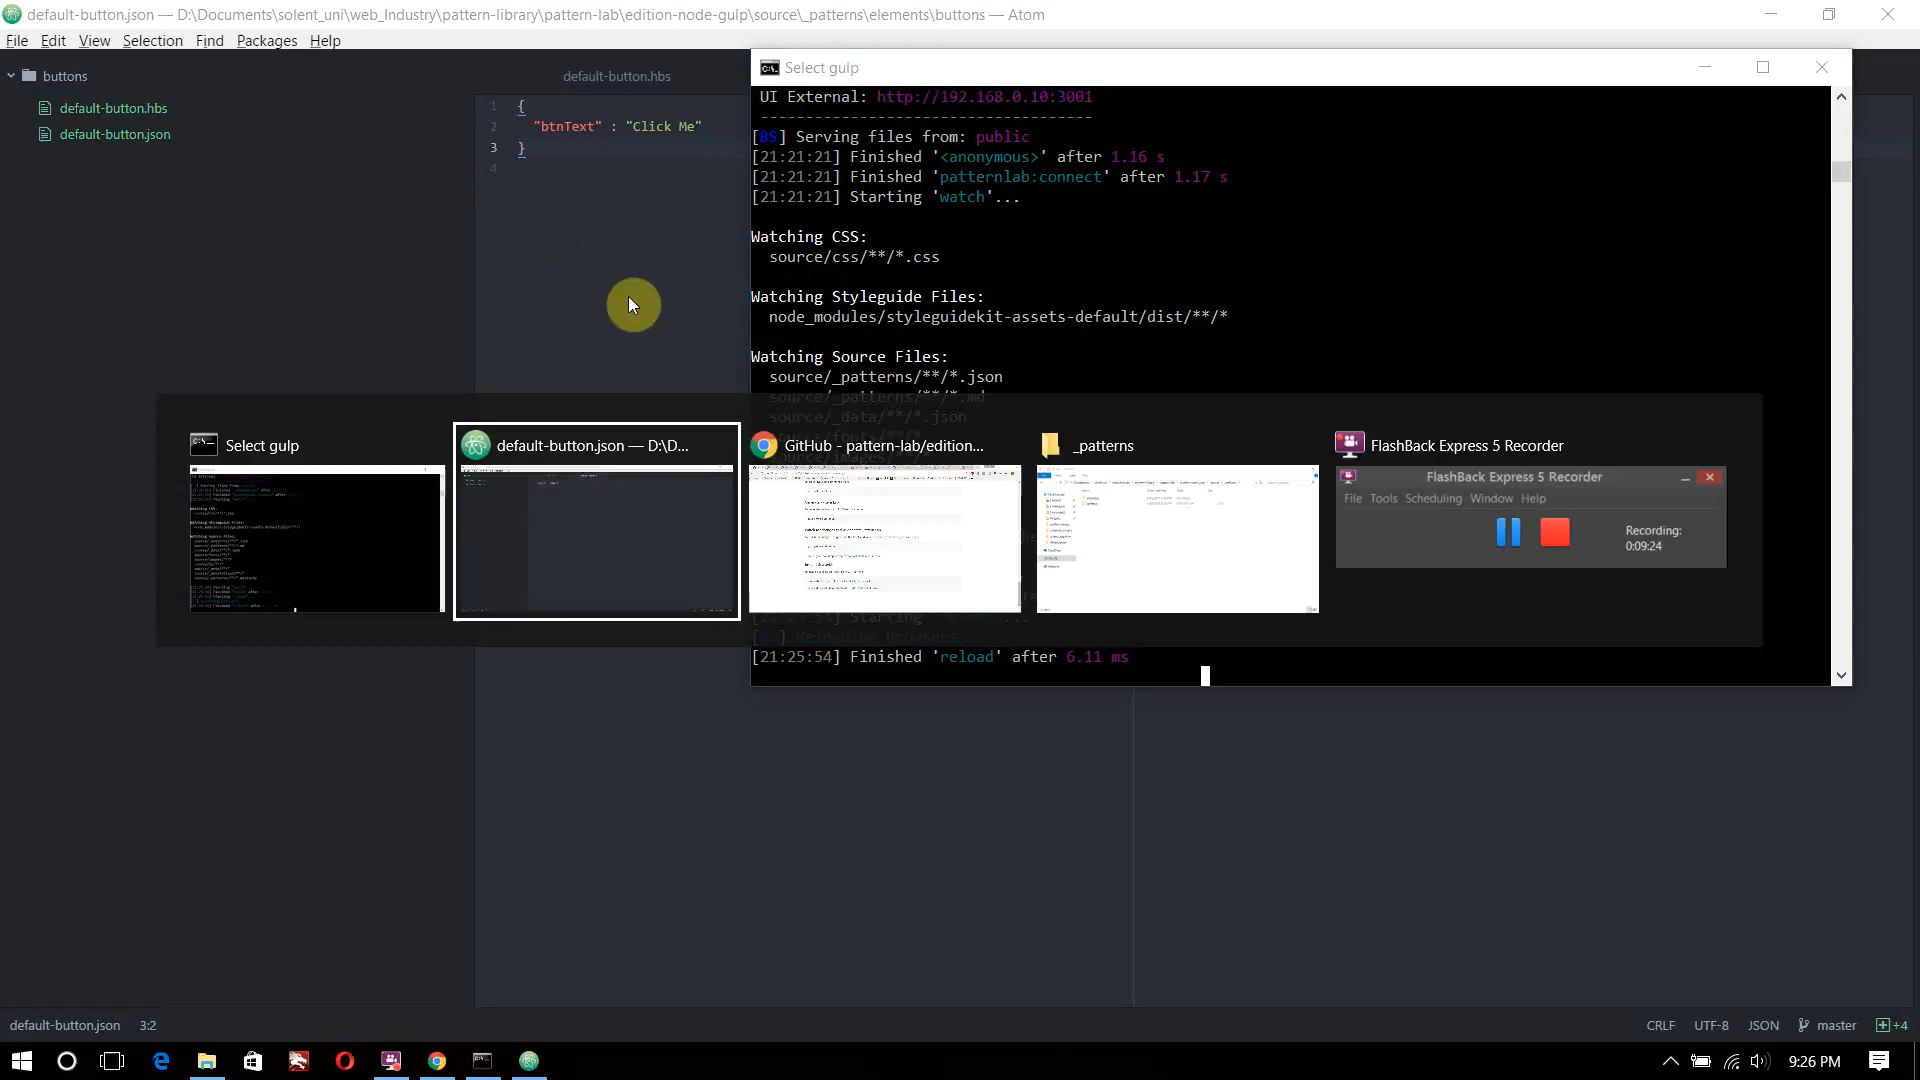 default-button.json — D:\Documents\solent_uni\web_Industry\pattern-library\pattern-lab\edition-node-gulp\source\_patterns\elements\buttons — Atom
File Edit View Selection Find Packages Help
buttons
default-button.hbs
default-button.json
default-button.hbs
1 {
2 "btnText" : "Click Me"
3 }
4
Select gulp
UI External: http://192.168.0.10:3001
-------------------------------------
[BS] Serving files from: public
[21:21:21] Finished '<anonymous>' after 1.16 s
[21:21:21] Finished 'patternlab:connect' after 1.17 s
[21:21:21] Starting 'watch'...
Watching CSS:
source/css/**/*.css
Watching Styleguide Files:
node_modules/styleguidekit-assets-default/dist/**/*
Watching Source Files:
source/_patterns/**/*.json
source/_patterns/**/*.md
source/_data/**/*.json
Select gulp
default-button.json — D:\D...
GitHub - pattern-lab/edition...
_patterns
FlashBack Express 5 Recorder
FlashBack Express 5 Recorder
File Tools Scheduling Window Help
Recording:
0:09:24
[21:25:54] Finished 'reload' after 6.11 ms
default-button.json 3:2
CRLF UTF-8 JSON master +4
9:26 PM